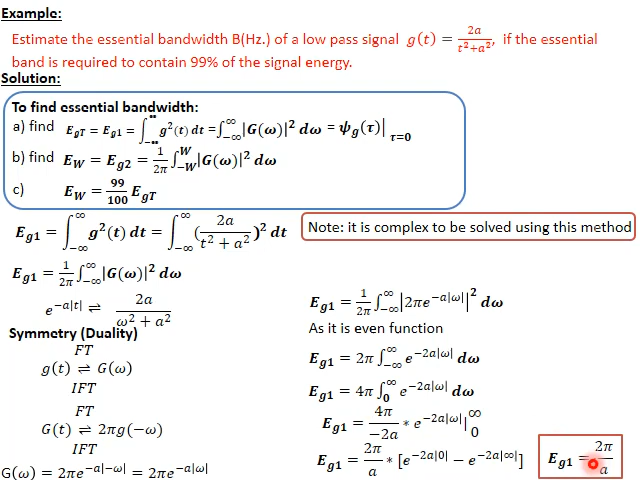 Example:
Estimate the essential bandwidth B(Hz.) of a low pass signal g(t) = 2a/(t²+a²), if the essential
band is required to contain 99% of the signal energy.
Solution:
To find essential bandwidth:
a) find E_gT = E_g1 = ∫_{-∞}^{∞} g²(t) dt = ∫_{-∞}^{∞} |G(ω)|² dω = ψ_g(τ)|_{τ=0}
b) find E_W = E_g2 = 1/2π ∫_{-W}^{W} |G(ω)|² dω
c) E_W = 99/100 E_gT
E_g1 = ∫_{-∞}^{∞} g²(t) dt = ∫_{-∞}^{∞} (2a/(t² + a²))² dt
Note: it is complex to be solved using this method
E_g1 = 1/2π ∫_{-∞}^{∞} |G(ω)|² dω
e^{-a|t|} ⇌ 2a/(ω² + a²)
Symmetry (Duality)
FT
g(t) ⇌ G(ω)
IFT
FT
G(t) ⇌ 2πg(−ω)
IFT
G(ω) = 2πe^{-a|-ω|} = 2πe^{-a|ω|}
E_g1 = 1/2π ∫_{-∞}^{∞} |2πe^{-a|ω|}|² dω
As it is even function
E_g1 = 2π ∫_{-∞}^{∞} e^{-2a|ω|} dω
E_g1 = 4π ∫_{0}^{∞} e^{-2a|ω|} dω
E_g1 = 4π/−2a * e^{-2a|ω|}|_{0}^{∞}
E_g1 = 2π/a * [e^{-2a|0|} − e^{-2a|∞|}]
E_g1 = 2π/a